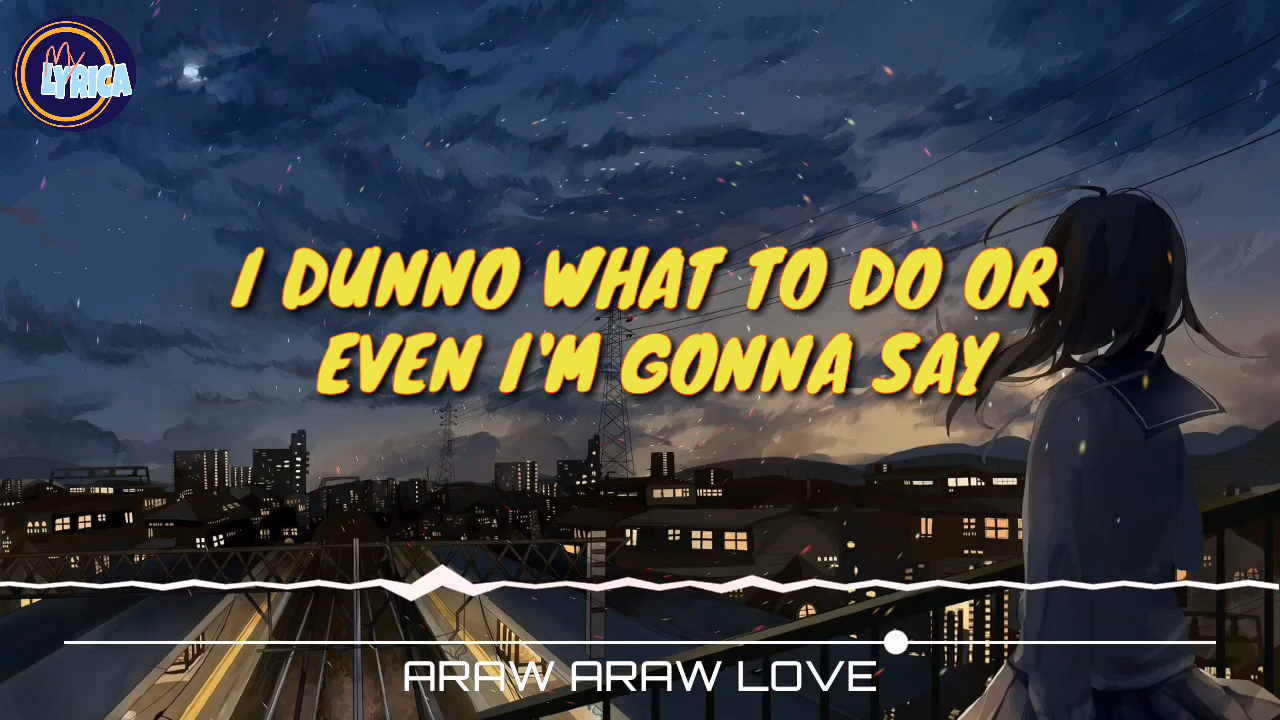 My
LYRICA
I DUNNO WHAT TO DO OR
EVEN I'M GONNA SAY
ARAW ARAW LOVE